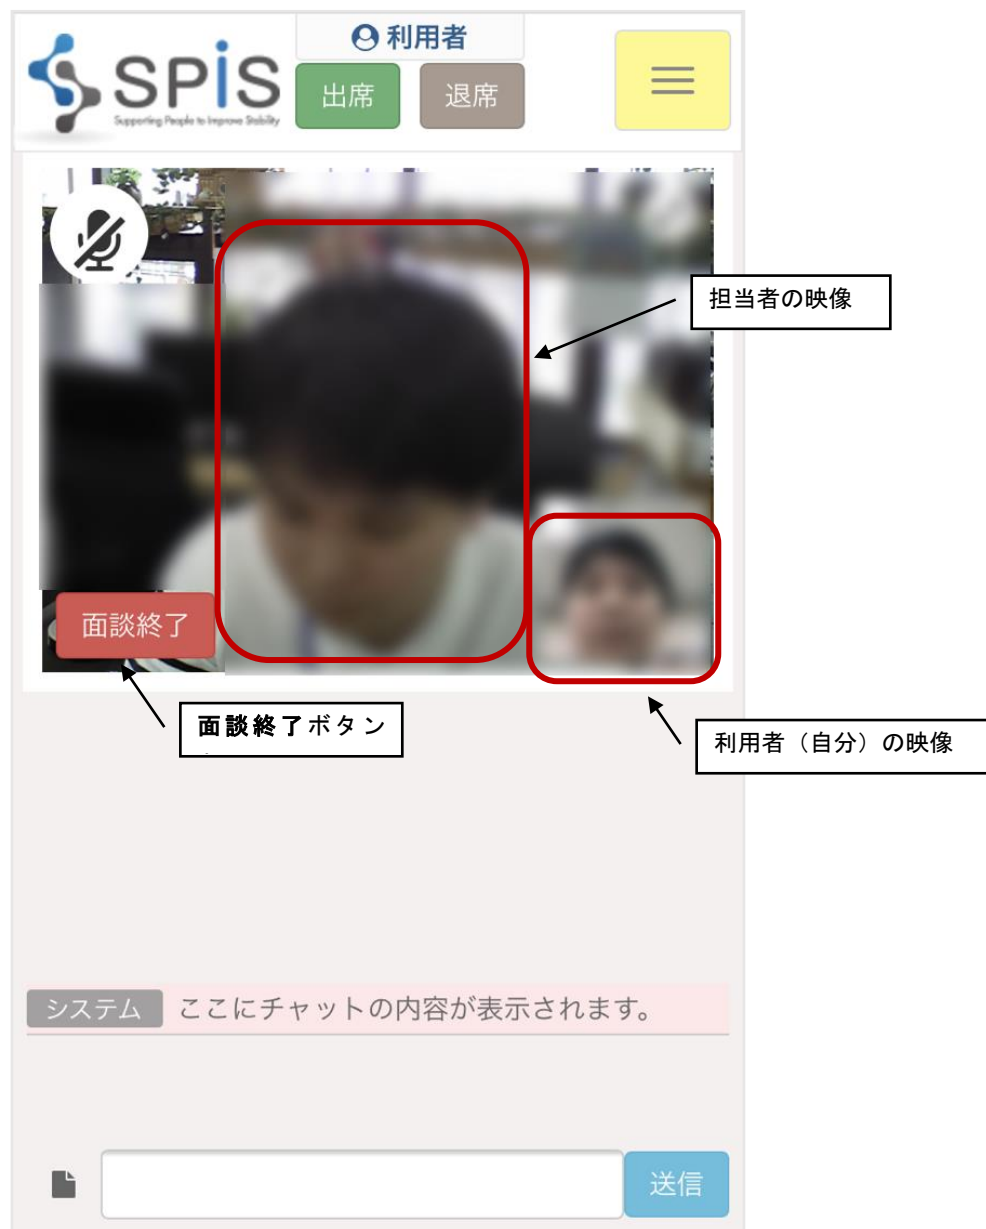 利用者
SPiS
Supporting People to Improve Stability
出席
退席
担当者の映像
面談終了
面談終了ボタン
利用者（自分）の映像
システム
ここにチャットの内容が表示されます。
送信